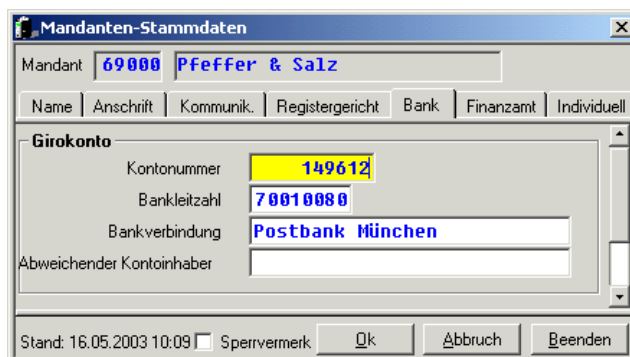 Mandanten-Stammdaten
Mandant 69000 Pfeffer & Salz
Name Anschrift Kommunik. Registergericht Bank Finanzamt Individuell
Girokonto
Kontonummer 149612
Bankleitzahl 70010080
Bankverbindung Postbank München
Abweichender Kontoinhaber
Stand: 16.05.2003 10:09 Sperrvermerk Ok Abbruch Beenden